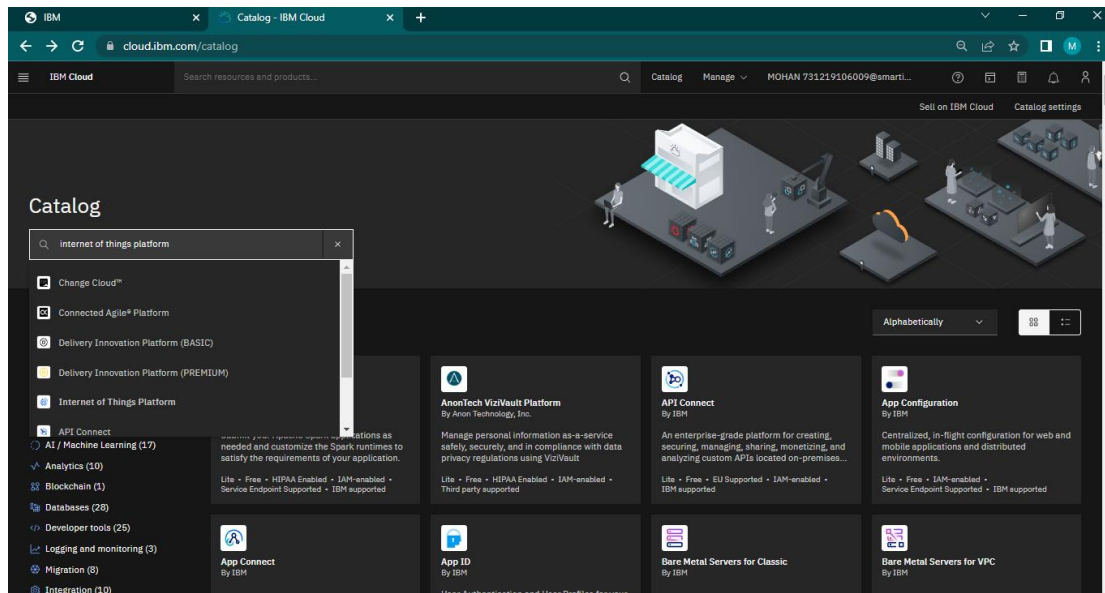 IBM
Catalog - IBM Cloud
cloud.ibm.com/catalog
M
IBM Cloud
Search resources and products...
Catalog
Manage
MOHAN 731219106009@smarti...
Sell on IBM Cloud
Catalog settings
Catalog
internet of things platform
Change Cloud™
Connected Agile® Platform
Delivery Innovation Platform (BASIC)
Delivery Innovation Platform (PREMIUM)
Internet of Things Platform
API Connect
AI / Machine Learning (17)
Analytics (10)
Blockchain (1)
Databases (28)
Developer tools (25)
Logging and monitoring (3)
Migration (8)
Integration (10)
Alphabetically
needed and customize the Spark runtimes to
satisfy the requirements of your application.
Lite • Free • HIPAA Enabled • IAM-enabled •
Service Endpoint Supported • IBM supported
AnonTech ViziVault Platform
By Anon Technology, Inc.
Manage personal information as-a-service
safely, securely, and in compliance with data
privacy regulations using ViziVault
Lite • Free • HIPAA Enabled • IAM-enabled •
Third party supported
API Connect
By IBM
An enterprise-grade platform for creating,
securing, managing, sharing, monetizing, and
analyzing custom APIs located on-premises...
Lite • Free • EU Supported • IAM-enabled •
IBM supported
App Configuration
By IBM
Centralized, in-flight configuration for web and
mobile applications and distributed
environments.
Lite • Free • IAM-enabled •
Service Endpoint Supported • IBM supported
App Connect
By IBM
App ID
By IBM
Bare Metal Servers for Classic
By IBM
Bare Metal Servers for VPC
By IBM